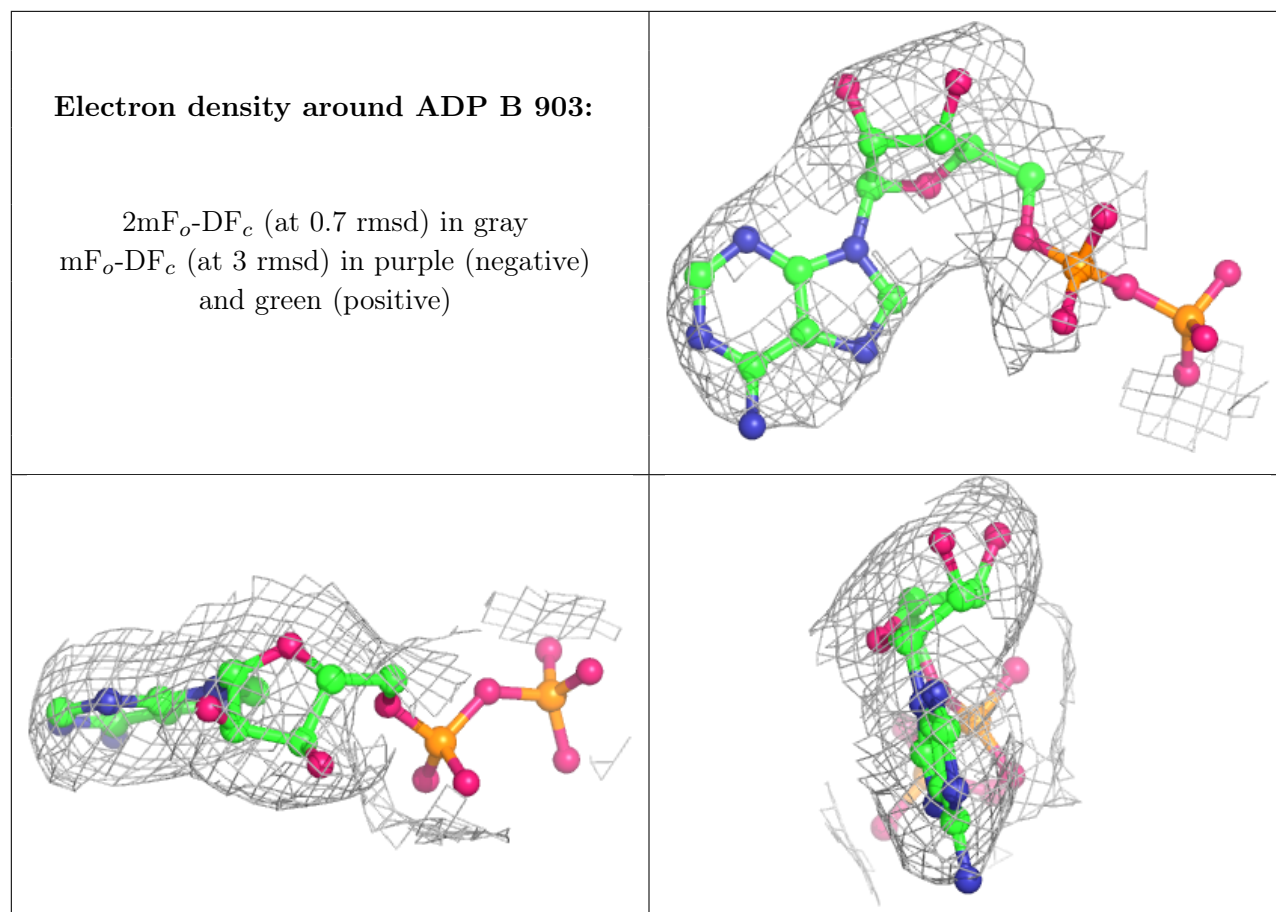 Electron density around ADP B 903:
2mFo-DFc (at 0.7 rmsd) in gray
mFo-DFc (at 3 rmsd) in purple (negative)
and green (positive)